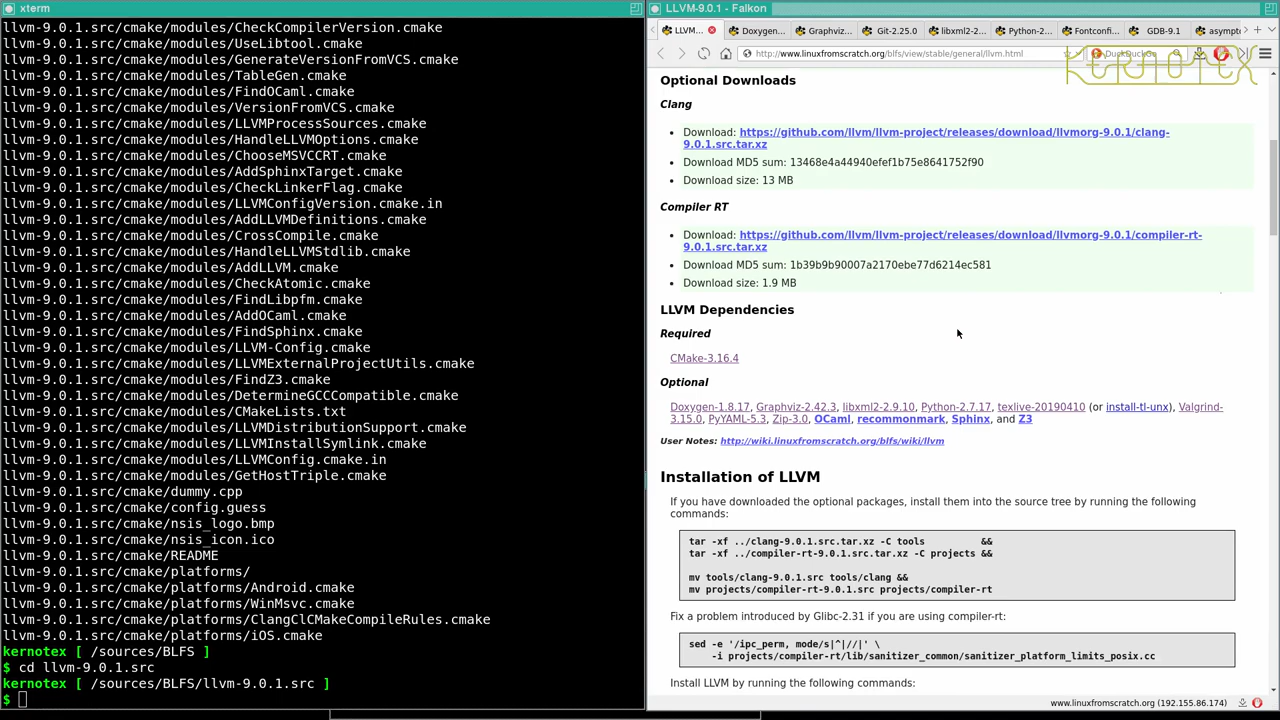 xterm
llvm-9.0.1.src/cmake/modules/CheckCompilerVersion.cmake
llvm-9.0.1.src/cmake/modules/UseLibtool.cmake
llvm-9.0.1.src/cmake/modules/GenerateVersionFromVCS.cmake
llvm-9.0.1.src/cmake/modules/TableGen.cmake
llvm-9.0.1.src/cmake/modules/FindOCaml.cmake
llvm-9.0.1.src/cmake/modules/VersionFromVCS.cmake
llvm-9.0.1.src/cmake/modules/LLVMProcessSources.cmake
llvm-9.0.1.src/cmake/modules/HandleLLVMOptions.cmake
llvm-9.0.1.src/cmake/modules/ChooseMSVCCRT.cmake
llvm-9.0.1.src/cmake/modules/AddSphinxTarget.cmake
llvm-9.0.1.src/cmake/modules/CheckLinkerFlag.cmake
llvm-9.0.1.src/cmake/modules/LLVMConfigVersion.cmake.in
llvm-9.0.1.src/cmake/modules/AddLLVMDefinitions.cmake
llvm-9.0.1.src/cmake/modules/CrossCompile.cmake
llvm-9.0.1.src/cmake/modules/HandleLLVMStdlib.cmake
llvm-9.0.1.src/cmake/modules/AddLLVM.cmake
llvm-9.0.1.src/cmake/modules/CheckAtomic.cmake
llvm-9.0.1.src/cmake/modules/FindLibpfm.cmake
llvm-9.0.1.src/cmake/modules/AddOCaml.cmake
llvm-9.0.1.src/cmake/modules/FindSphinx.cmake
llvm-9.0.1.src/cmake/modules/LLVM-Config.cmake
llvm-9.0.1.src/cmake/modules/LLVMExternalProjectUtils.cmake
llvm-9.0.1.src/cmake/modules/FindZ3.cmake
llvm-9.0.1.src/cmake/modules/DetermineGCCCompatible.cmake
llvm-9.0.1.src/cmake/modules/CMakeLists.txt
llvm-9.0.1.src/cmake/modules/LLVMDistributionSupport.cmake
llvm-9.0.1.src/cmake/modules/LLVMInstallSymlink.cmake
llvm-9.0.1.src/cmake/modules/LLVMConfig.cmake.in
llvm-9.0.1.src/cmake/modules/GetHostTriple.cmake
llvm-9.0.1.src/cmake/dummy.cpp
llvm-9.0.1.src/cmake/config.guess
llvm-9.0.1.src/cmake/nsis_logo.bmp
llvm-9.0.1.src/cmake/nsis_icon.ico
llvm-9.0.1.src/cmake/README
llvm-9.0.1.src/cmake/platforms/
llvm-9.0.1.src/cmake/platforms/Android.cmake
llvm-9.0.1.src/cmake/platforms/WinMsvc.cmake
llvm-9.0.1.src/cmake/platforms/ClangClCMakeCompileRules.cmake
llvm-9.0.1.src/cmake/platforms/iOS.cmake
kernotex [ /sources/BLFS ]
$ cd llvm-9.0.1.src
kernotex [ /sources/BLFS/llvm-9.0.1.src ]
$
LLVM-9.0.1 - Falkon
LLVM... Doxygen... Graphviz... Git-2.25.0 libxml2-2... Python-2... Fontconfi... GDB-9.1 asympt
http://www.linuxfromscratch.org/blfs/view/stable/general/llvm.html DuckDuckGo
KERNOTEX
Optional Downloads
Clang
• Download: https://github.com/llvm/llvm-project/releases/download/llvmorg-9.0.1/clang-
9.0.1.src.tar.xz
• Download MD5 sum: 13468e4a44940efef1b75e8641752f90
• Download size: 13 MB
Compiler RT
• Download: https://github.com/llvm/llvm-project/releases/download/llvmorg-9.0.1/compiler-rt-
9.0.1.src.tar.xz
• Download MD5 sum: 1b39b9b90007a2170ebe77d6214ec581
• Download size: 1.9 MB
LLVM Dependencies
Required
CMake-3.16.4
Optional
Doxygen-1.8.17, Graphviz-2.42.3, libxml2-2.9.10, Python-2.7.17, texlive-20190410 (or install-tl-unx), Valgrind-
3.15.0, PyYAML-5.3, Zip-3.0, OCaml, recommonmark, Sphinx, and Z3
User Notes: http://wiki.linuxfromscratch.org/blfs/wiki/llvm
Installation of LLVM
If you have downloaded the optional packages, install them into the source tree by running the following
commands:
tar -xf ../clang-9.0.1.src.tar.xz -C tools &&
tar -xf ../compiler-rt-9.0.1.src.tar.xz -C projects &&
mv tools/clang-9.0.1.src tools/clang &&
mv projects/compiler-rt-9.0.1.src projects/compiler-rt
Fix a problem introduced by Glibc-2.31 if you are using compiler-rt:
sed -e '/ipc_perm, mode/s|^|//|' \
-i projects/compiler-rt/lib/sanitizer_common/sanitizer_platform_limits_posix.cc
Install LLVM by running the following commands:
www.linuxfromscratch.org (192.155.86.174)